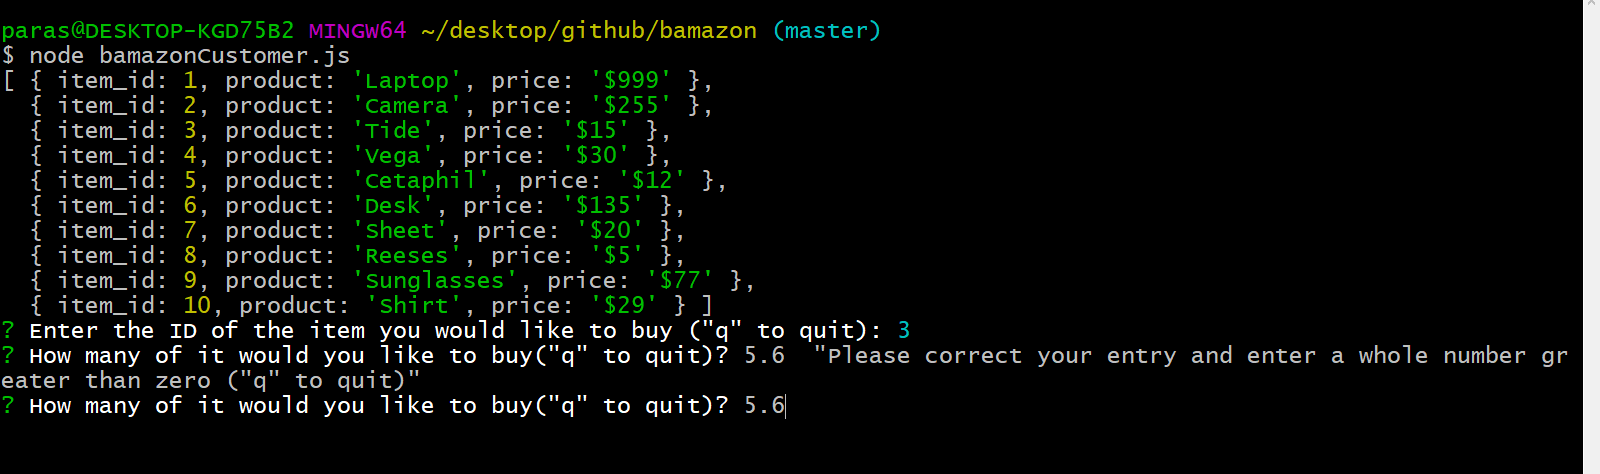 paras@DESKTOP-KGD75B2 MINGW64 ~/desktop/github/bamazon (master)
$ node bamazonCustomer.js
[ { item_id: 1, product: 'Laptop', price: '$999' },
  { item_id: 2, product: 'Camera', price: '$255' },
  { item_id: 3, product: 'Tide', price: '$15' },
  { item_id: 4, product: 'Vega', price: '$30' },
  { item_id: 5, product: 'Cetaphil', price: '$12' },
  { item_id: 6, product: 'Desk', price: '$135' },
  { item_id: 7, product: 'Sheet', price: '$20' },
  { item_id: 8, product: 'Reeses', price: '$5' },
  { item_id: 9, product: 'Sunglasses', price: '$77' },
  { item_id: 10, product: 'Shirt', price: '$29' } ]
? Enter the ID of the item you would like to buy ("q" to quit): 3
? How many of it would you like to buy("q" to quit)? 5.6  "Please correct your entry and enter a whole number gr
eater than zero ("q" to quit)"
? How many of it would you like to buy("q" to quit)? 5.6